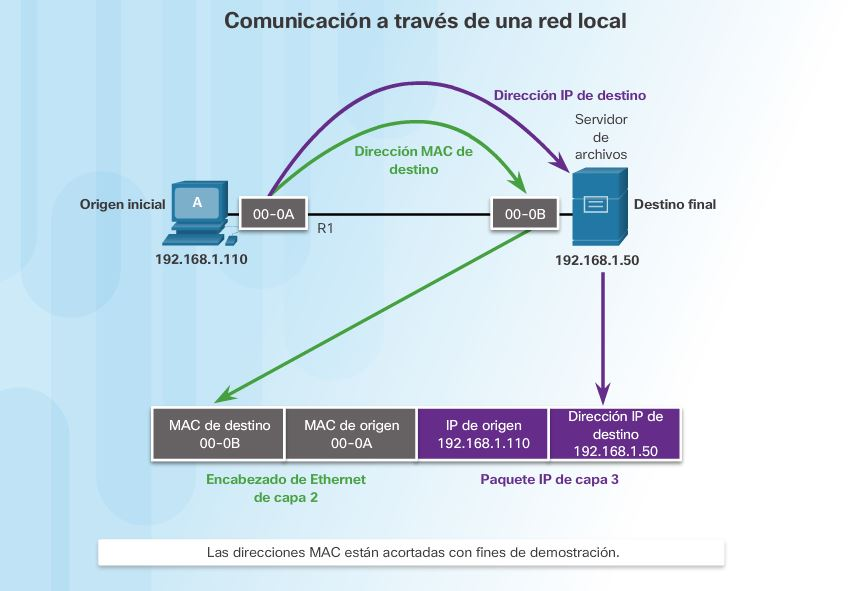 Comunicación a través de una red local
Dirección IP de destino
Servidor
de
archivos
Dirección MAC de
destino
Origen inicial
A
00-0A
R1
00-0B
Destino final
192.168.1.110
192.168.1.50
MAC de destino
00-0B
MAC de origen
00-0A
IP de origen
192.168.1.110
Dirección IP de
destino
192.168.1.50
Encabezado de Ethernet
de capa 2
Paquete IP de capa 3
Las direcciones MAC están acortadas con fines de demostración.